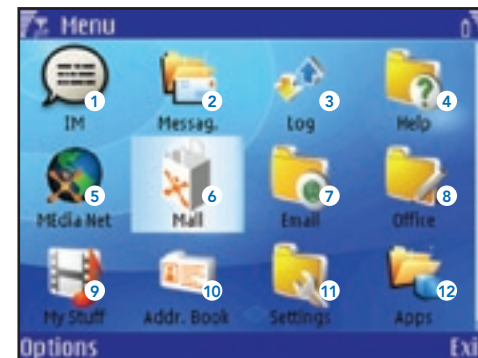 Menu
1 2 3 4
IM Messag. Log Help
5 6 7 8
MEdia Net Mall Email Office
9 10 11 12
My Stuff Addr. Book Settings Apps
Options Exi